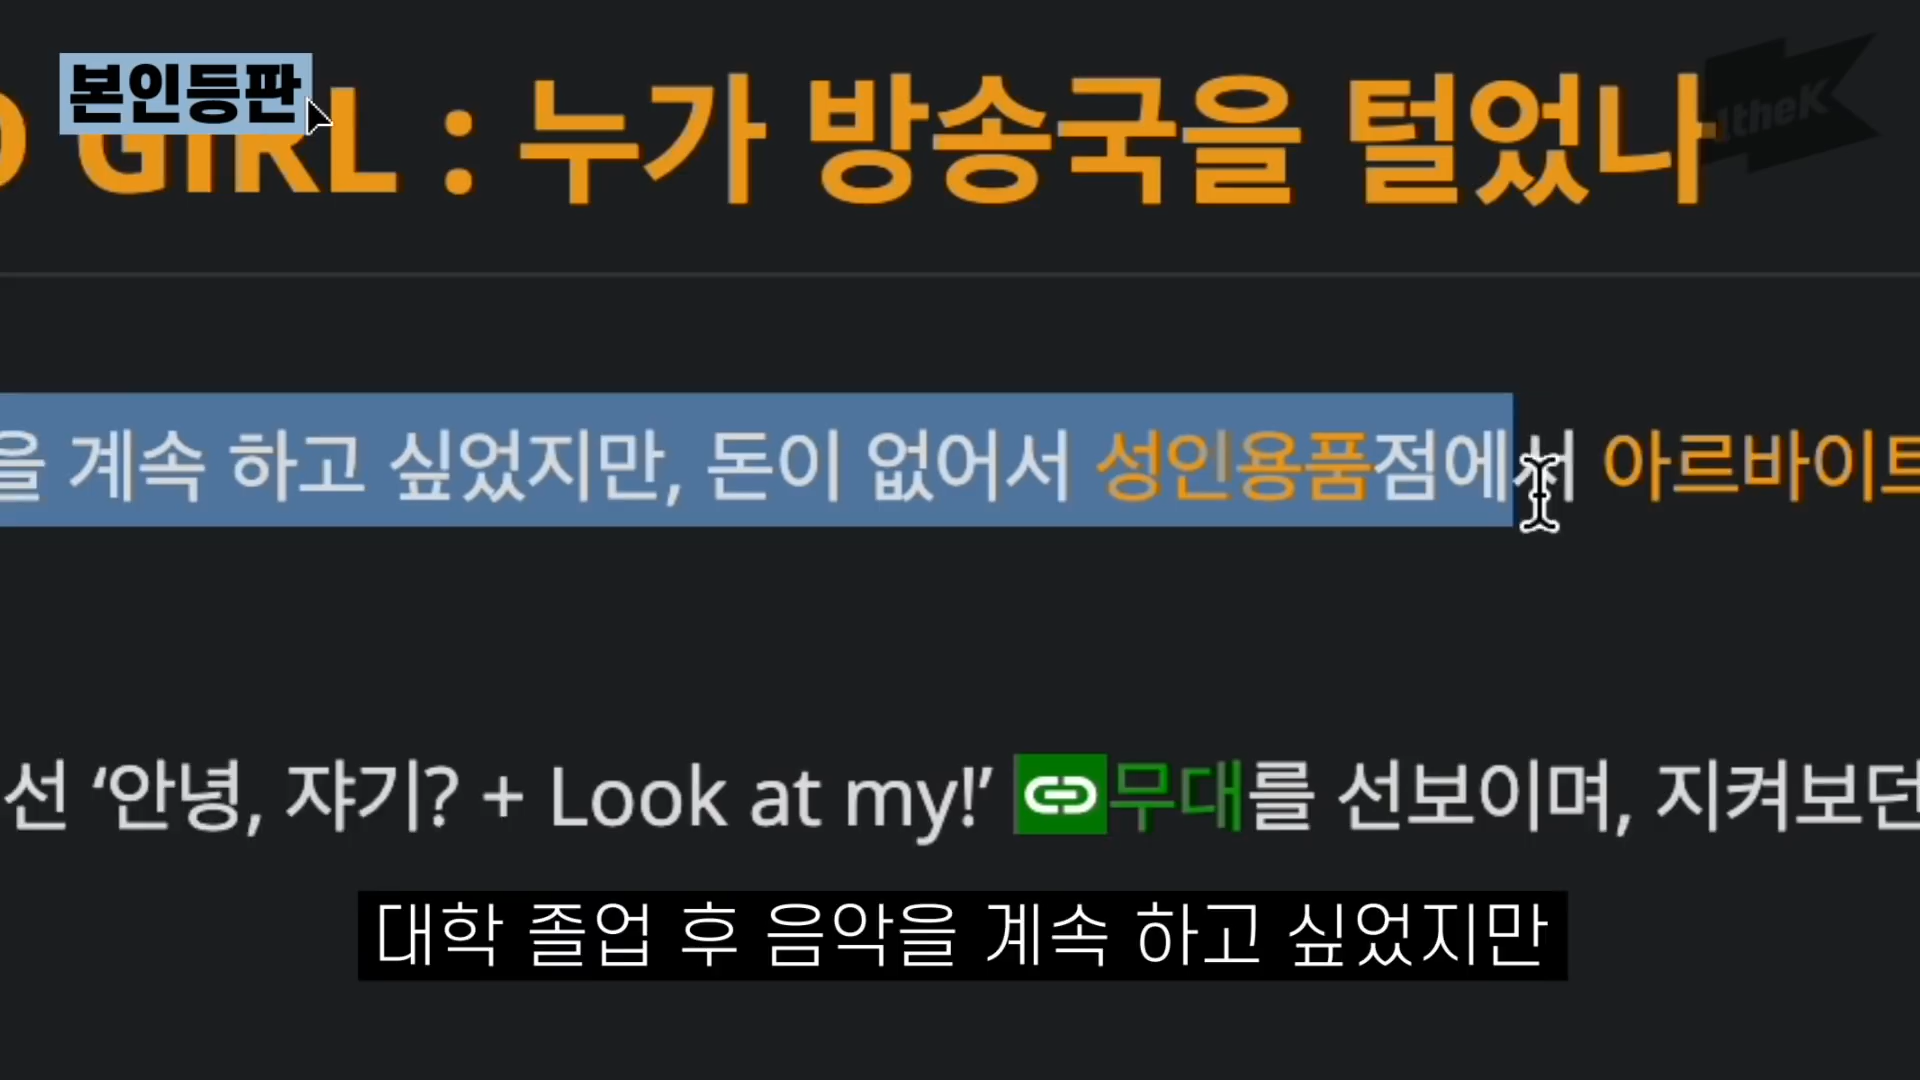 본인등판
GIRL : 누가 방송국을 털었나
1theK
을 계속 하고 싶었지만, 돈이 없어서 성인용품점에서 아르바이트
선 ‘안녕, 쟈기? + Look at my!’ 무대를 선보이며, 지켜보던
대학 졸업 후 음악을 계속 하고 싶었지만